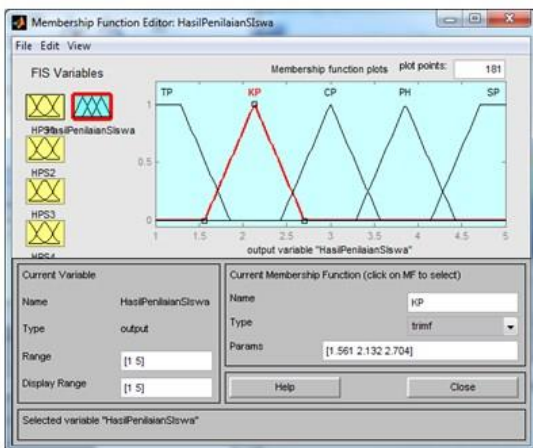 Membership Function Editor: HasilPenilaianSIswa
File Edit View
FIS Variables
Membership function plots plot points: 181
HasilPenilaianSIswa
HPS2
HPS3
HPS4
TP KP CP PH SP
1
0.5
0
1 1.5 2 2.5 3 3.5 4 4.5 5
output variable "HasilPenilaianSIswa"
Current Variable
Name HasilPenilaianSIswa
Type output
Range [1 5]
Display Range [1 5]
Current Membership Function (click on MF to select)
Name KP
Type trimf
Params [1.561 2.132 2.704]
Help Close
Selected variable "HasilPenilaianSIswa"